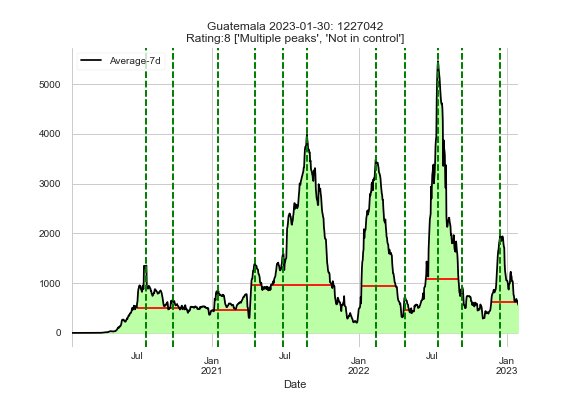 Guatemala 2023-01-30: 1227042
Rating:8 ['Multiple peaks', 'Not in control']
Average-7d
5000
4000
3000
2000
1000
0
Jul
Jan
2021
Jul
Jan
2022
Jul
Jan
2023
Date